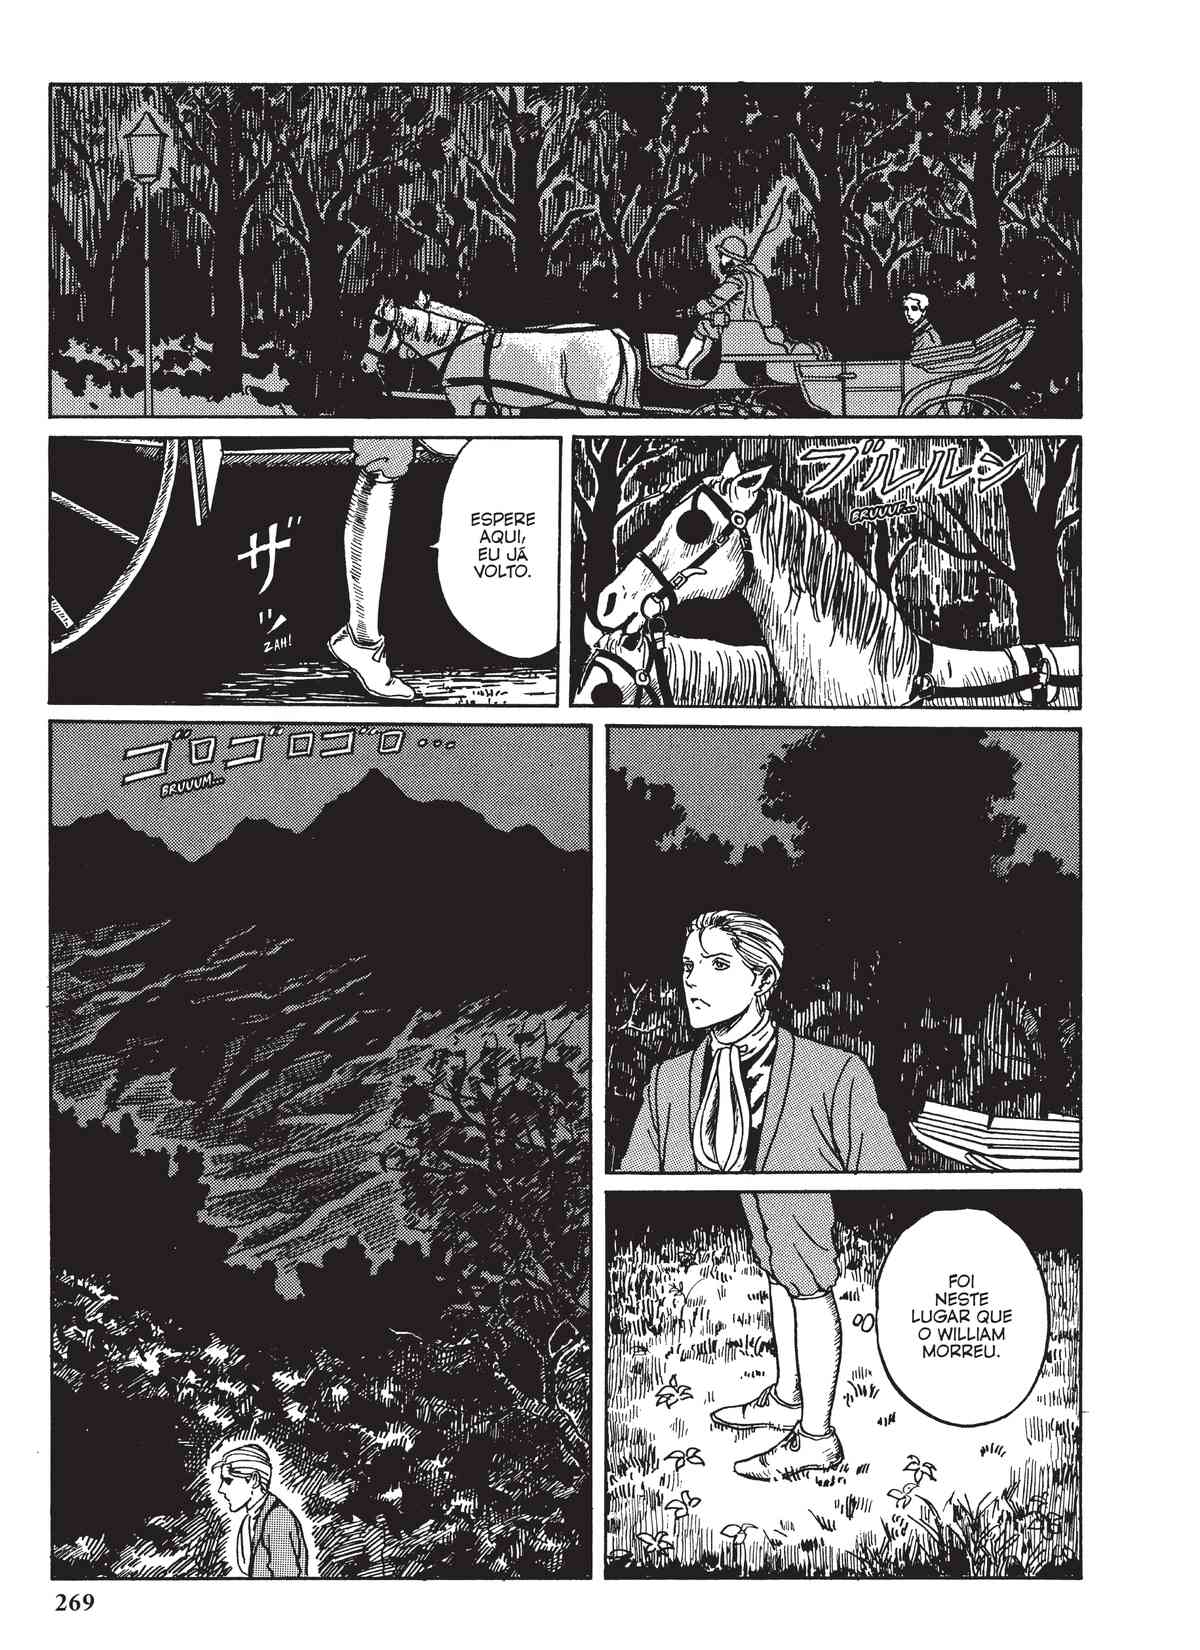 ブルルルン
BRUUUF...
ESPERE
AQUI,
EU JÁ
VOLTO.
ザッ
ZAH!
ゴロゴロゴロ...
BRUUUM...
FOI
NESTE
LUGAR QUE
O WILLIAM
MORREU.
269